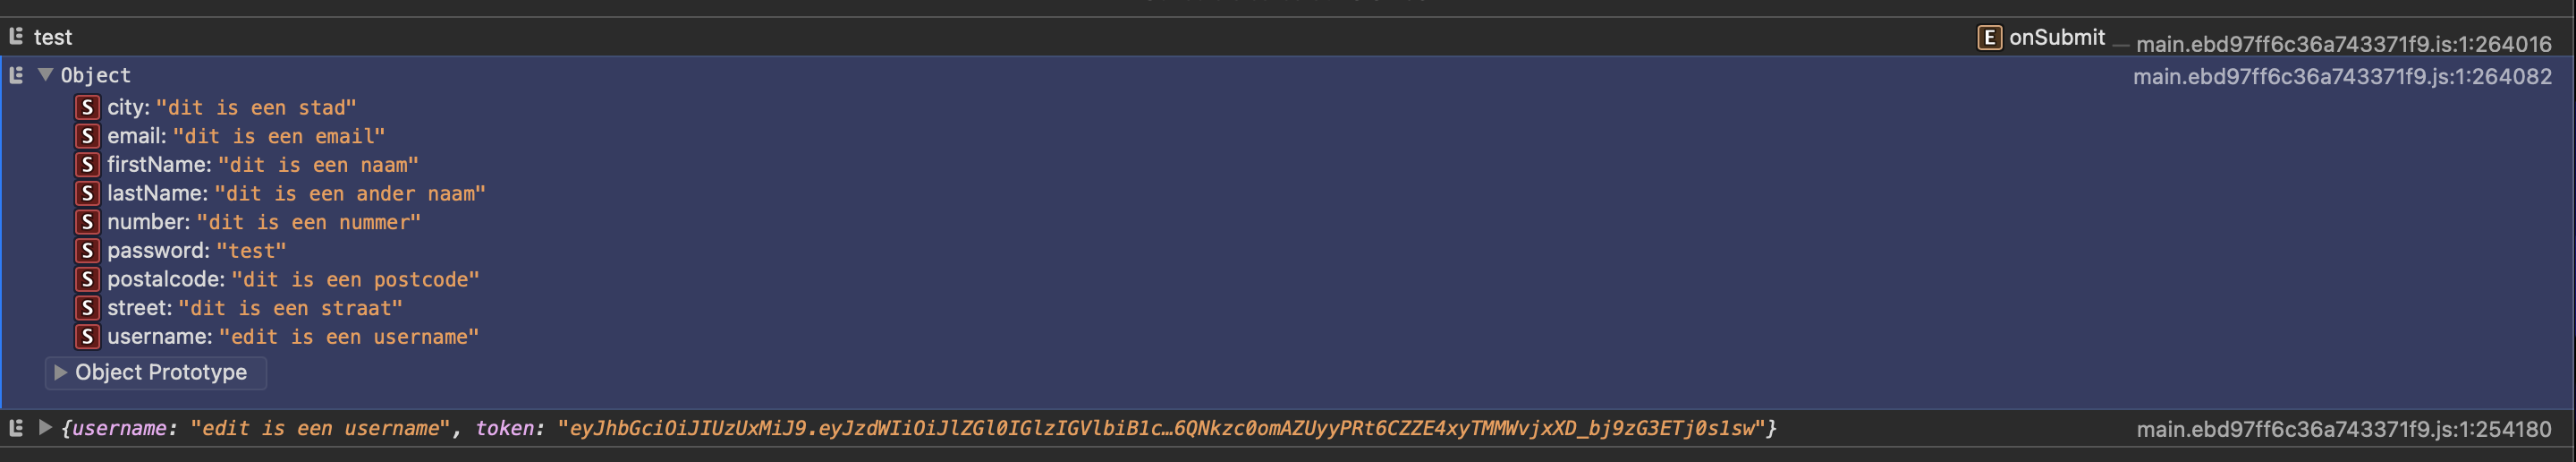 test
E onSubmit — main.ebd97ff6c36a743371f9.js:1:264016
Object
main.ebd97ff6c36a743371f9.js:1:264082
S city: "dit is een stad"
S email: "dit is een email"
S firstName: "dit is een naam"
S lastName: "dit is een ander naam"
S number: "dit is een nummer"
S password: "test"
S postalcode: "dit is een postcode"
S street: "dit is een straat"
S username: "edit is een username"
Object Prototype
{username: "edit is een username", token: "eyJhbGciOiJIUzUxMiJ9.eyJzdWIiOiJlZGl0IGlzIGVlbiB1c…6QNkzc0omAZUyyPRt6CZZE4xyTMMWvjxXD_bj9zG3ETj0s1sw"}
main.ebd97ff6c36a743371f9.js:1:254180